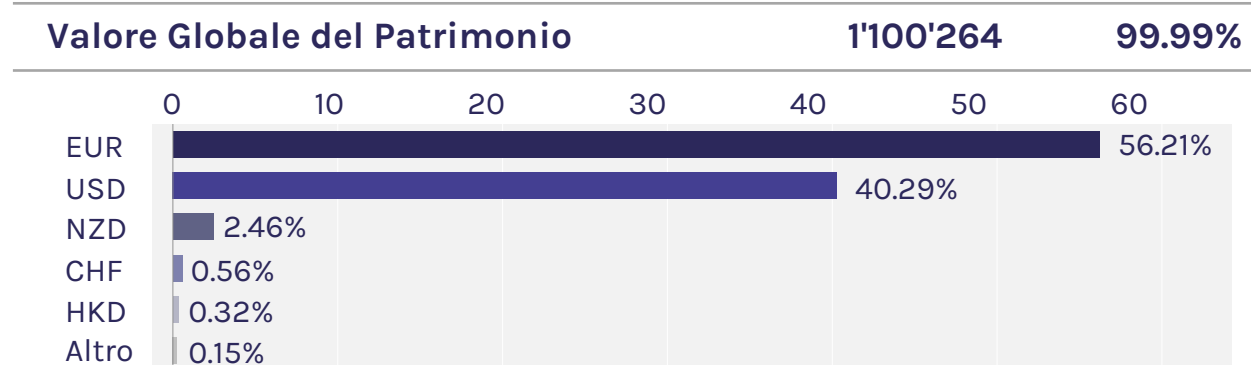 Valore Globale del Patrimonio 1'100'264 99.99%
0 10 20 30 40 50 60
EUR 56.21%
USD 40.29%
NZD 2.46%
CHF 0.56%
HKD 0.32%
Altro 0.15%